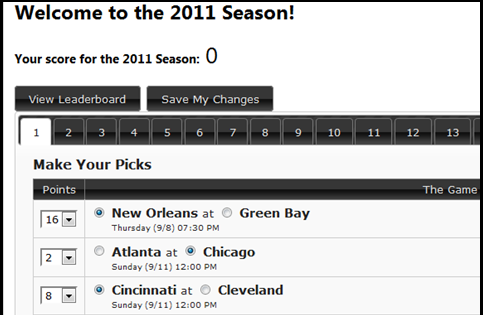 Welcome to the 2011 Season!
Your score for the 2011 Season: 0
View Leaderboard Save My Changes
1 2 3 4 5 6 7 8 9 10 11 12 13
Make Your Picks
Points The Game
16 New Orleans at Green Bay
Thursday (9/8) 07:30 PM
2 Atlanta at Chicago
Sunday (9/11) 12:00 PM
8 Cincinnati at Cleveland
Sunday (9/11) 12:00 PM